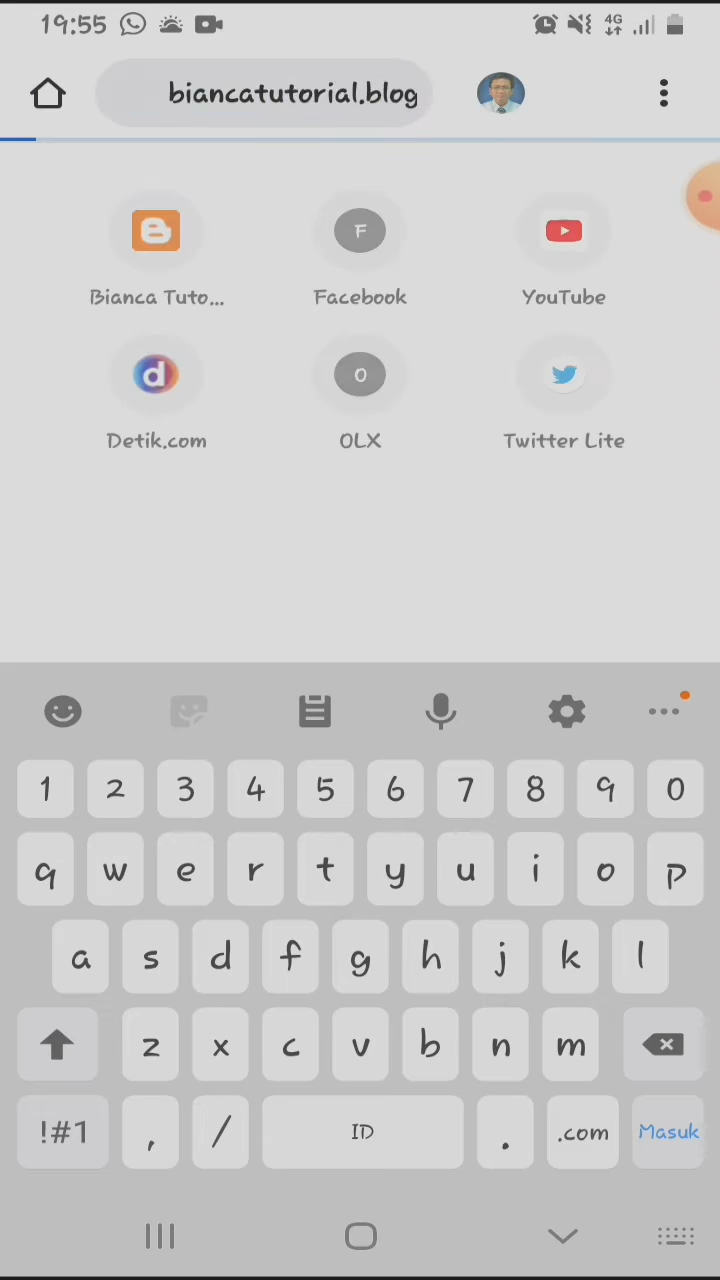 19:55
4G
biancatutorial.blog
Bianca Tuto...
F
Facebook
YouTube
d
Detik.com
O
OLX
Twitter Lite
1 2 3 4 5 6 7 8 9 0
q w e r t y u i o p
a s d f g h j k l
z x c v b n m
!#1 , / ID . .com Masuk